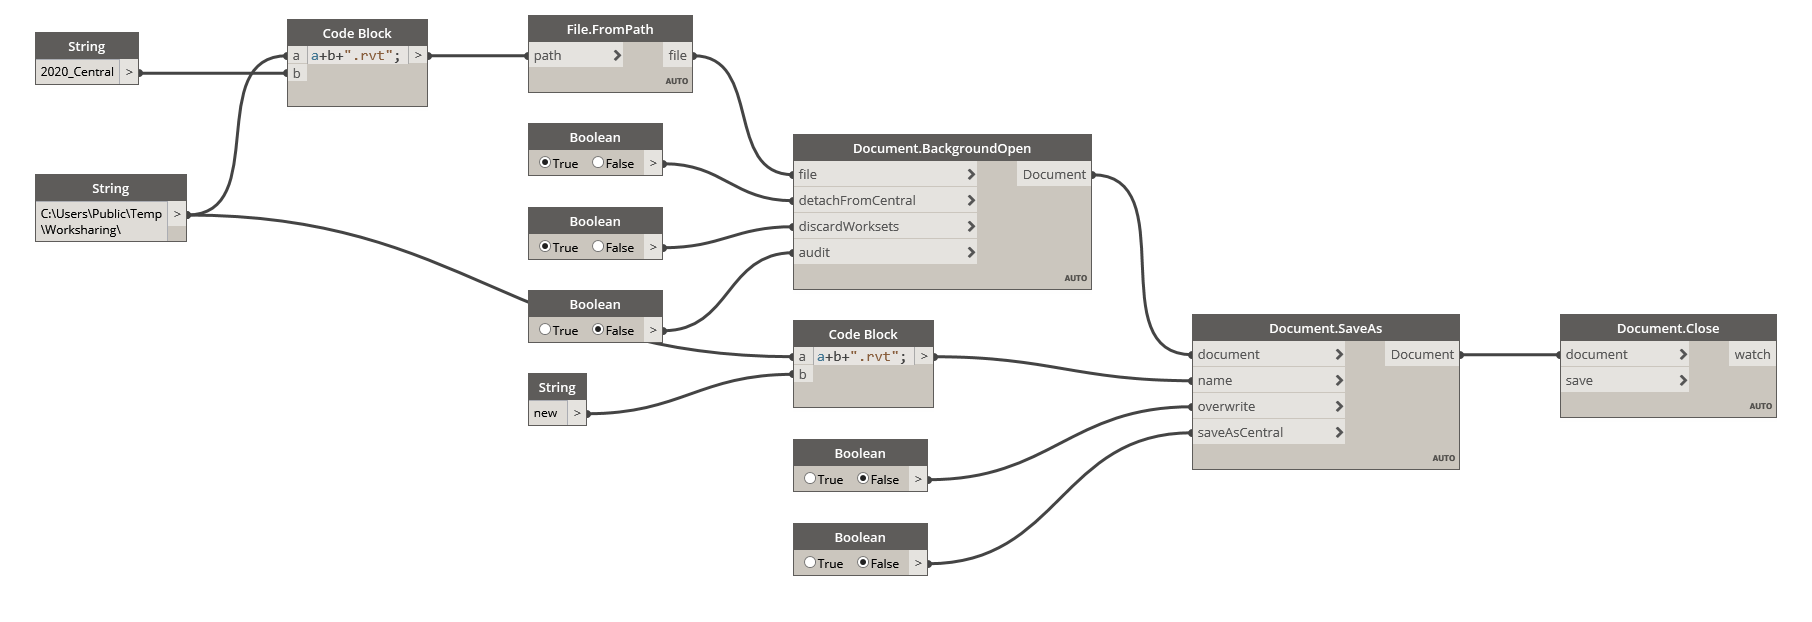 String
2020_Central >
String
C:\Users\Public\Temp
\Worksharing\ >
Code Block
a a+b+".rvt"; >
b
File.FromPath
path > file
AUTO
Boolean
True False >
Boolean
True False >
Boolean
True False >
String
new >
Document.BackgroundOpen
file > Document
detachFromCentral >
discardWorksets >
audit >
AUTO
Code Block
a a+b+".rvt"; >
b
Boolean
True False >
Boolean
True False >
Document.SaveAs
document > Document
name >
overwrite >
saveAsCentral >
AUTO
Document.Close
document > watch
save >
AUTO